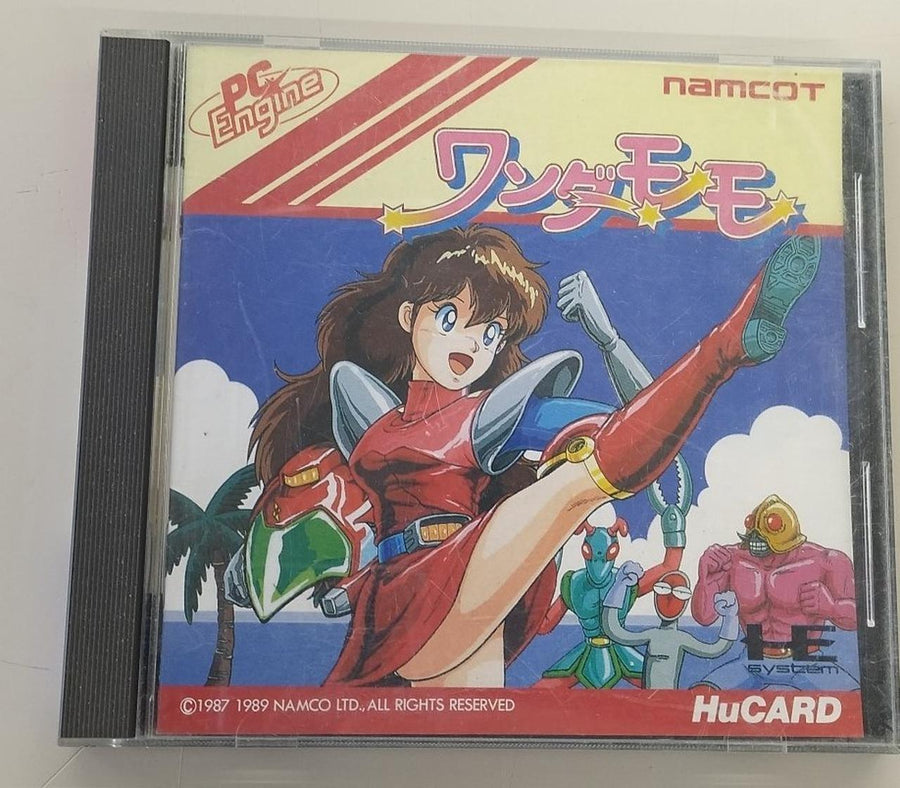 PC Engine
namcot
ワンダーモモ
HE system
©1987 1989 NAMCO LTD., ALL RIGHTS RESERVED
HuCARD